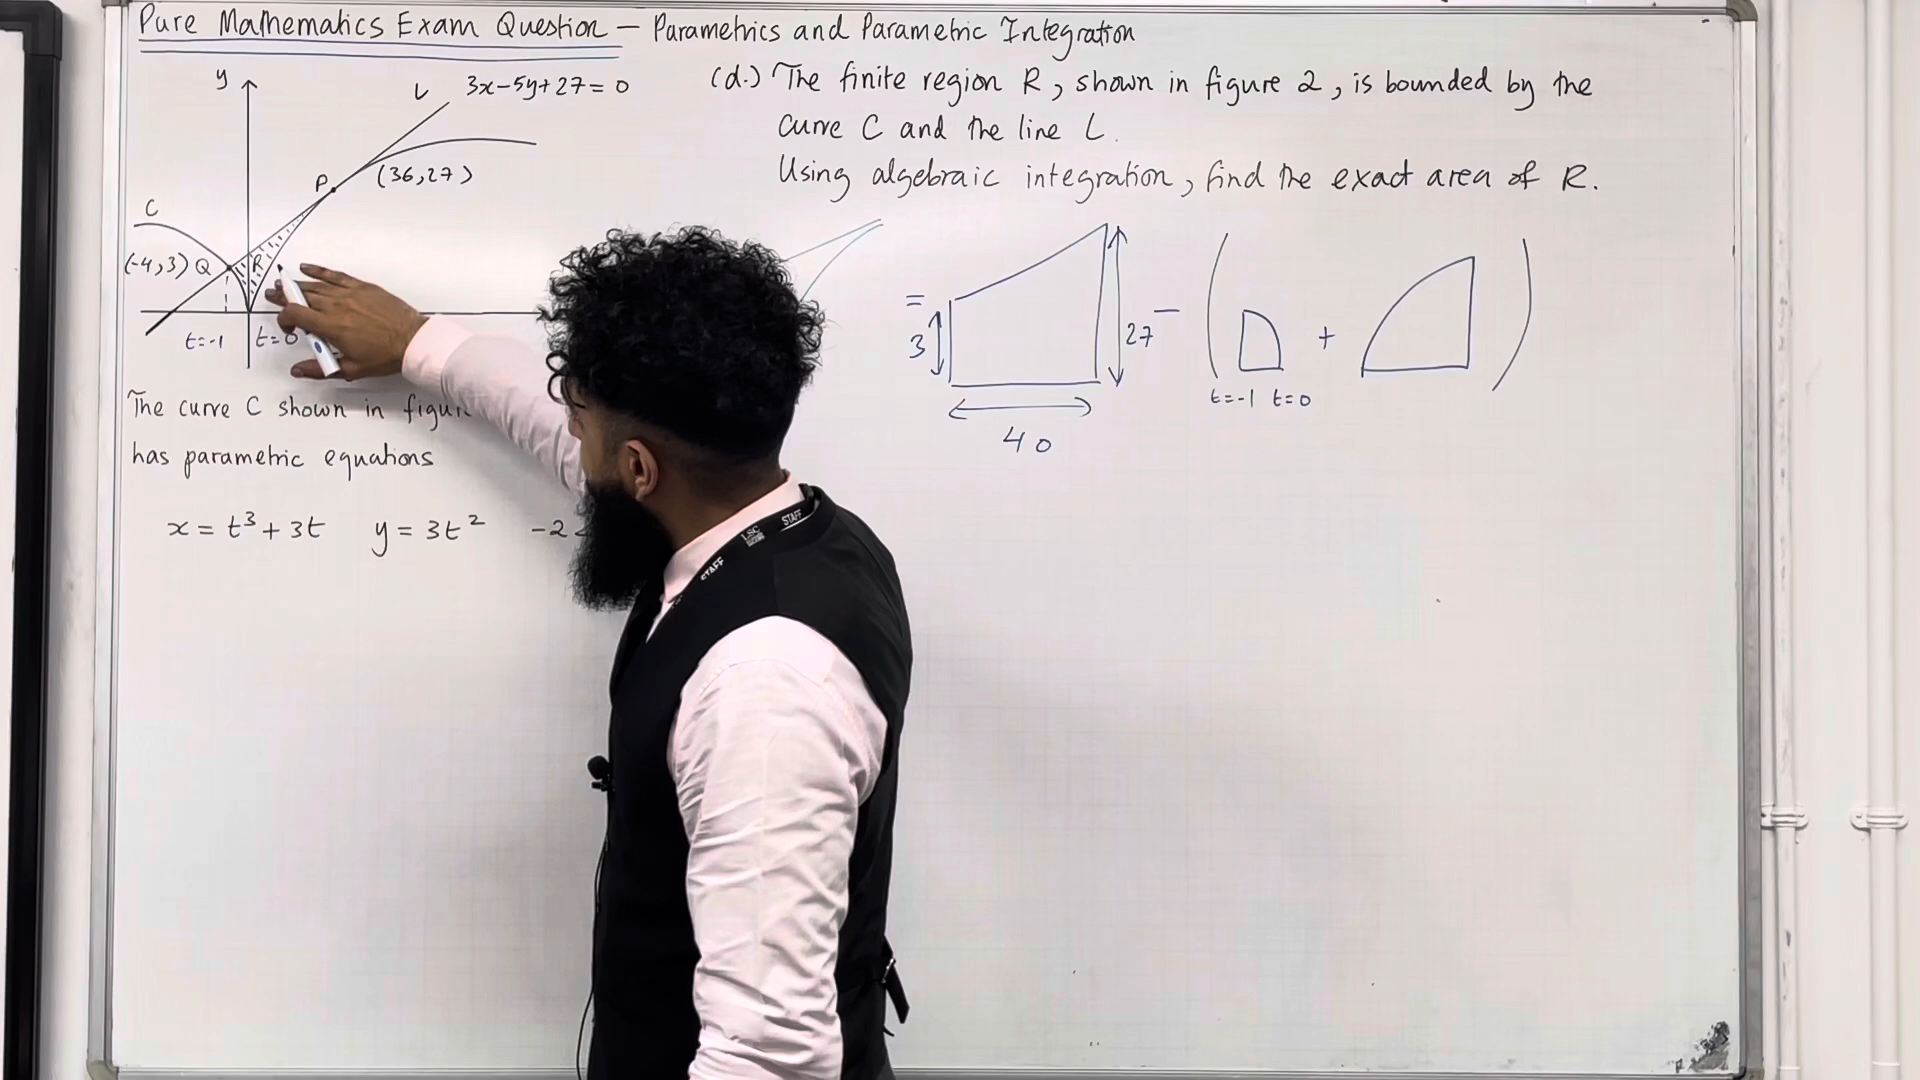 Pure Mathematics Exam Question – Parametrics and Parametric Integration
y
L 3x-5y+27=0
P (36,27)
C
(-4,3) Q R
t=-1 t=0
The curve C shown in
has parametric equations
x = t³ + 3t y = 3t² -2
(d.) The finite region R, shown in figure 2, is bounded by the
curve C and the line L.
Using algebraic integration, find the exact area of R.
= 3 27 – ( + )
t=-1 t=0
40
STAFF
LSC
STAFF